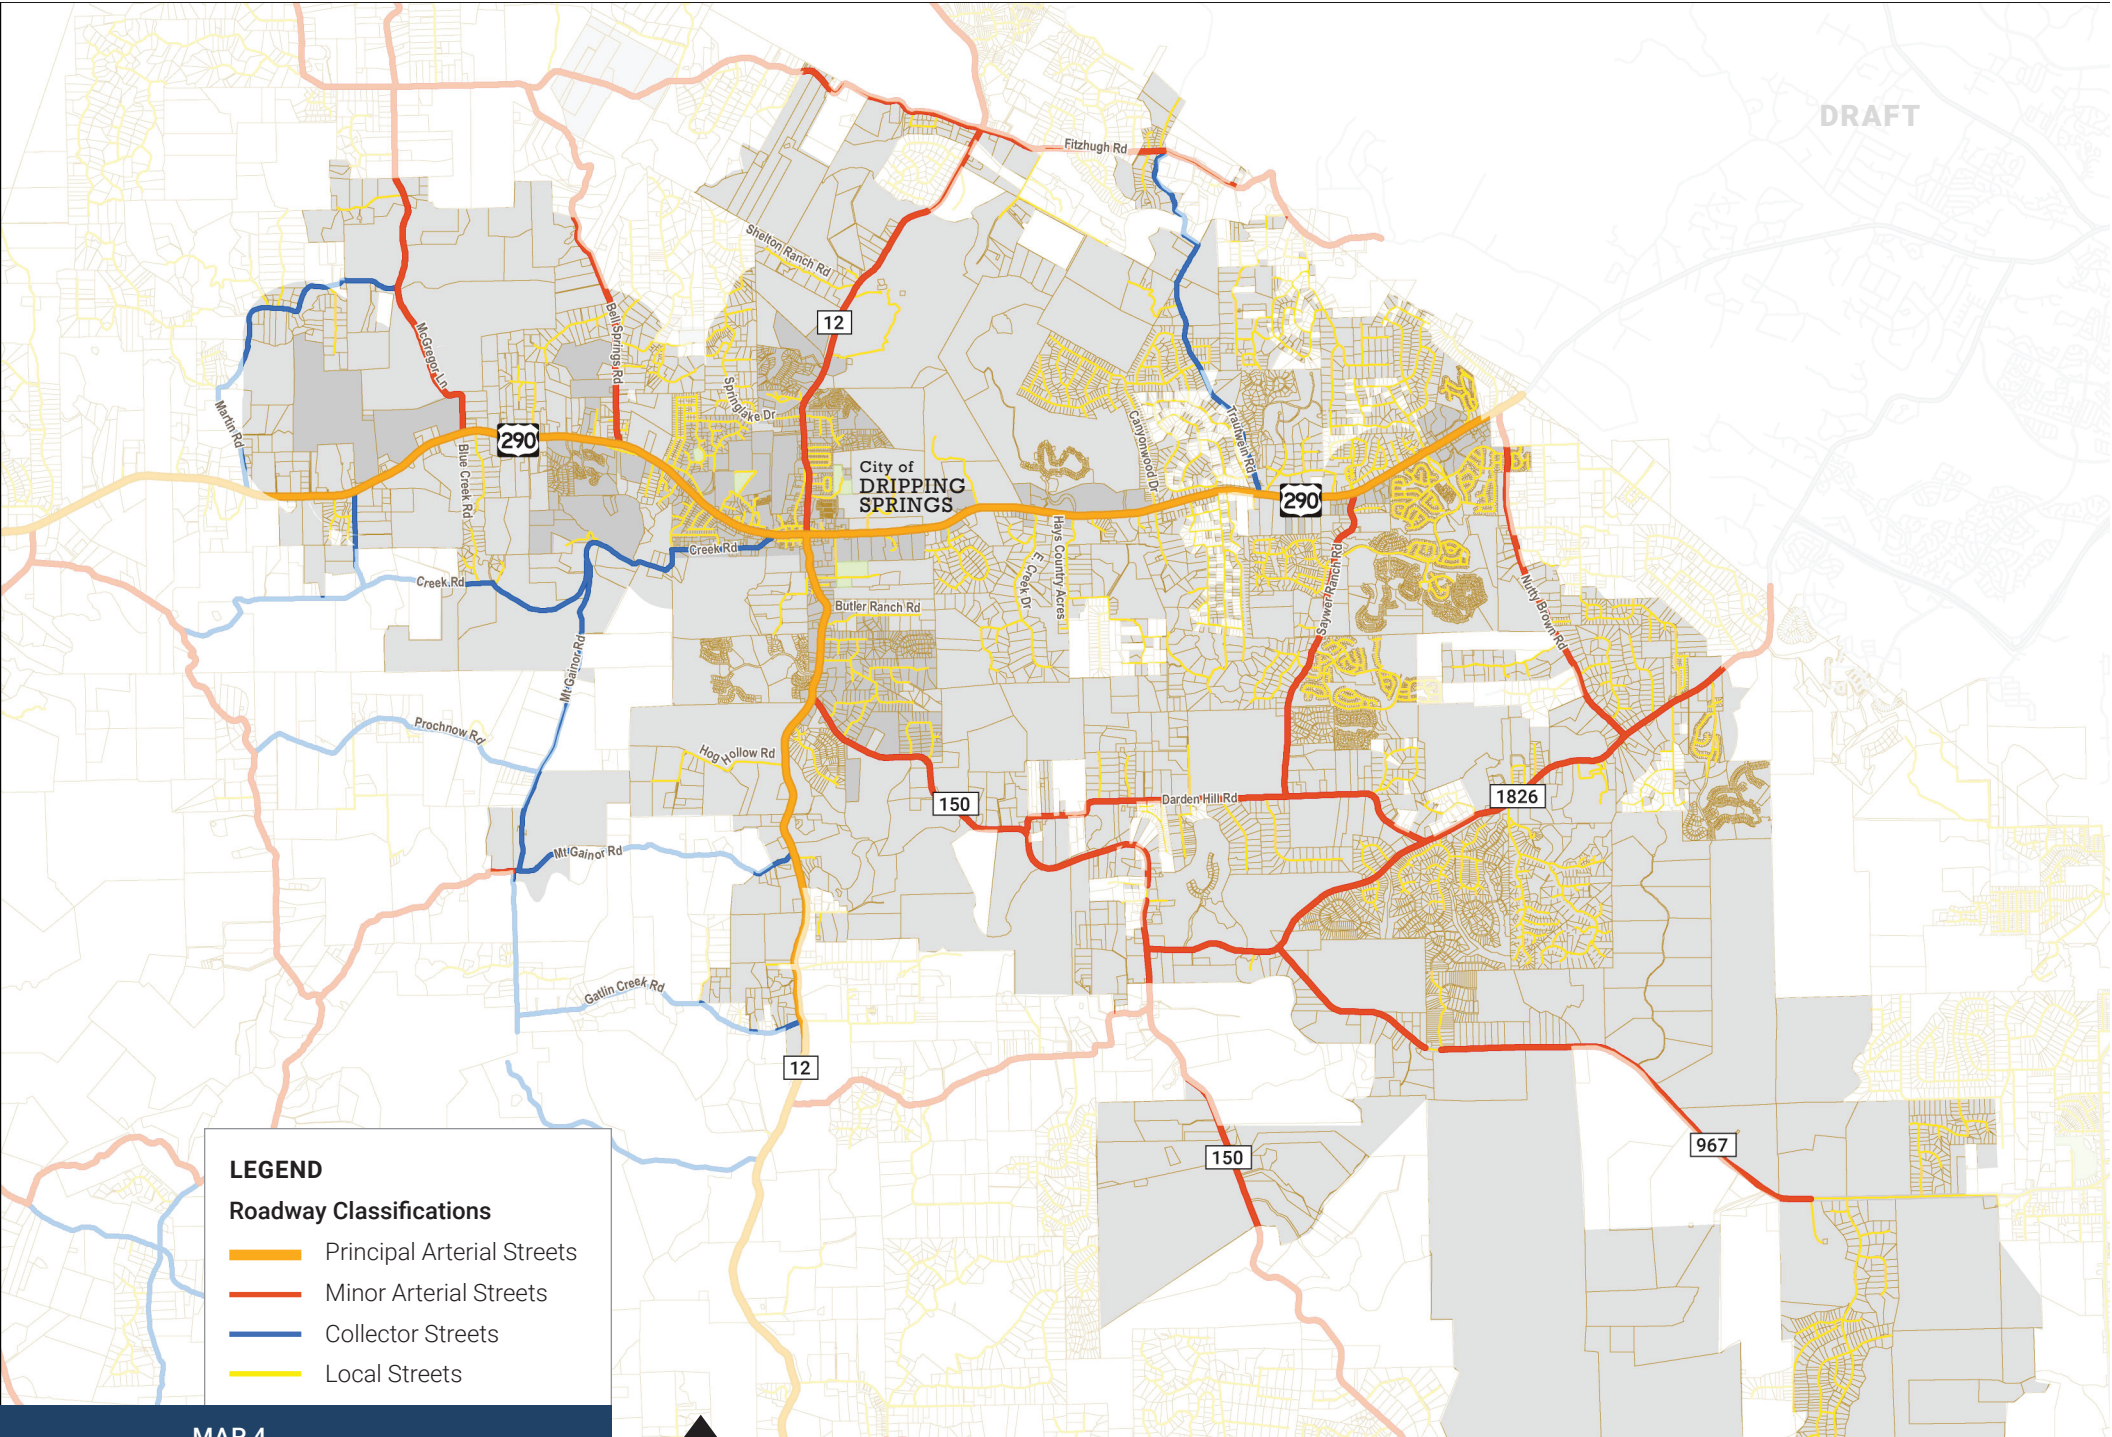 DRAFT
Fitzhugh Rd
Shelton Ranch Rd
12
McGregor Ln
Bell Springs Rd
Springlake Dr
Martin Rd
290
Blue Creek Rd
City of
DRIPPING
SPRINGS
Canyonwood Dr
Trautwein Rd
290
Creek Rd
Creek Rd
E. Creek Dr
Hays Country Acres
Sawyer Ranch Rd
Nutty Brown Rd
Butler Ranch Rd
Mt Gainor Rd
Prochnow Rd
Hog Hollow Rd
150
Darden Hill Rd
1826
Mt Gainor Rd
Gatlin Creek Rd
12
150
967
LEGEND
Roadway Classifications
Principal Arterial Streets
Minor Arterial Streets
Collector Streets
Local Streets
MAP 4